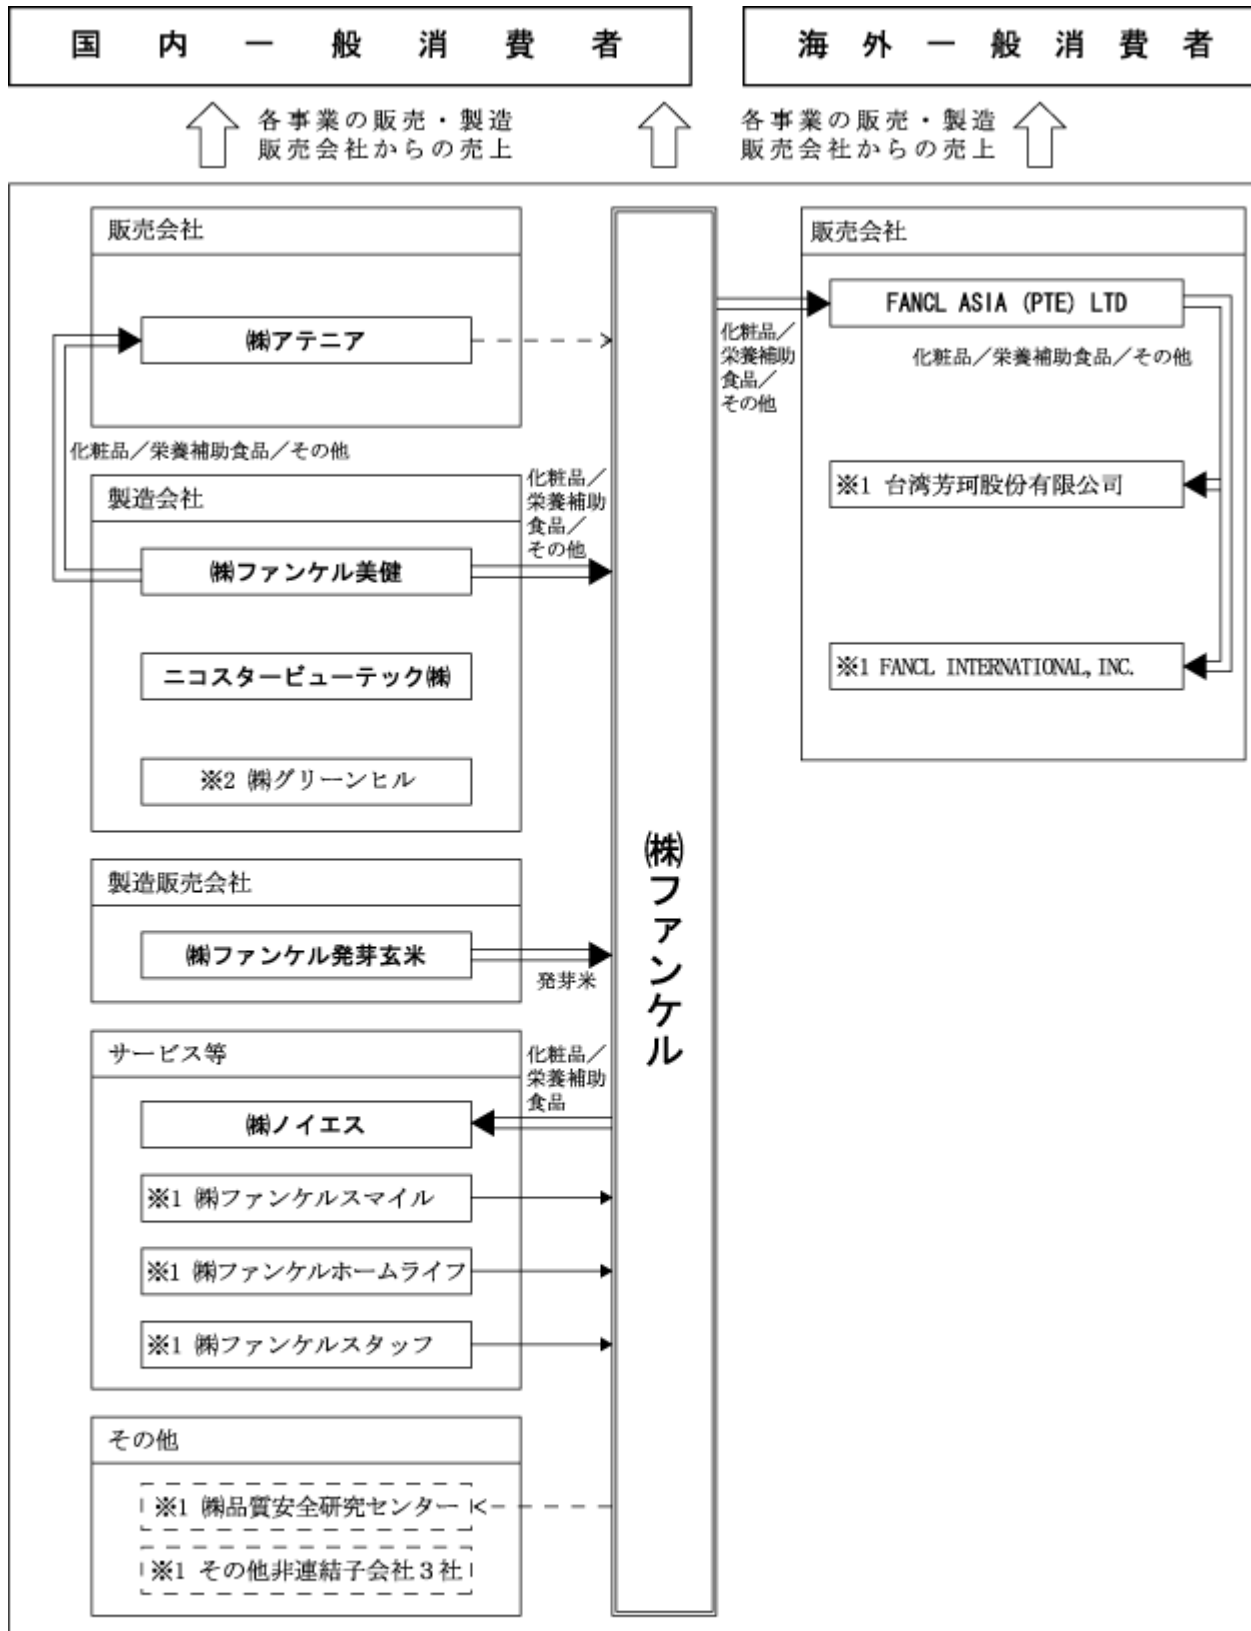 国内一般消費者
海外一般消費者
各事業の販売・製造
販売会社からの売上
各事業の販売・製造
販売会社からの売上
販売会社
㈱アテニア
化粧品／栄養補助食品／その他
製造会社
化粧品／
栄養補助
食品／
その他
㈱ファンケル美健
ニコスタービューテック㈱
※2 ㈱グリーンヒル
製造販売会社
㈱ファンケル発芽玄米
発芽米
サービス等
化粧品／
栄養補助
食品
㈱ノイエス
※1 ㈱ファンケルスマイル
※1 ㈱ファンケルホームライフ
※1 ㈱ファンケルスタッフ
その他
※1 ㈱品質安全研究センター
※1 その他非連結子会社３社
㈱ファンケル
販売会社
FANCL ASIA (PTE) LTD
化粧品／
栄養補助
食品／
その他
化粧品／栄養補助食品／その他
※1 台湾芳珂股份有限公司
※1 FANCL INTERNATIONAL, INC.